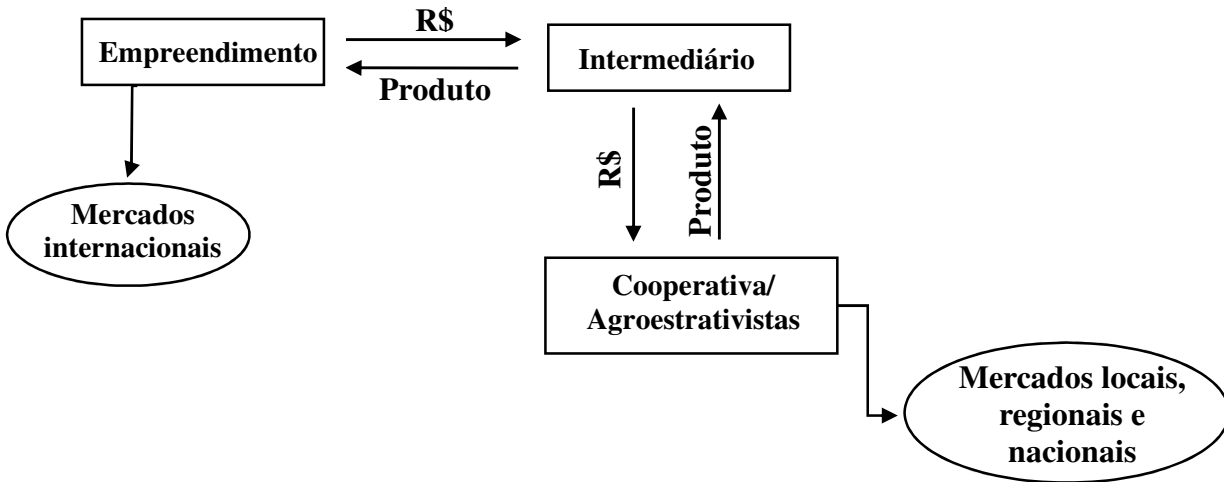 R$
Empreendimento
Intermediário
Produto
R$
Produto
Mercados
internacionais
Cooperativa/
Agroestrativistas
Mercados locais,
regionais e
nacionais